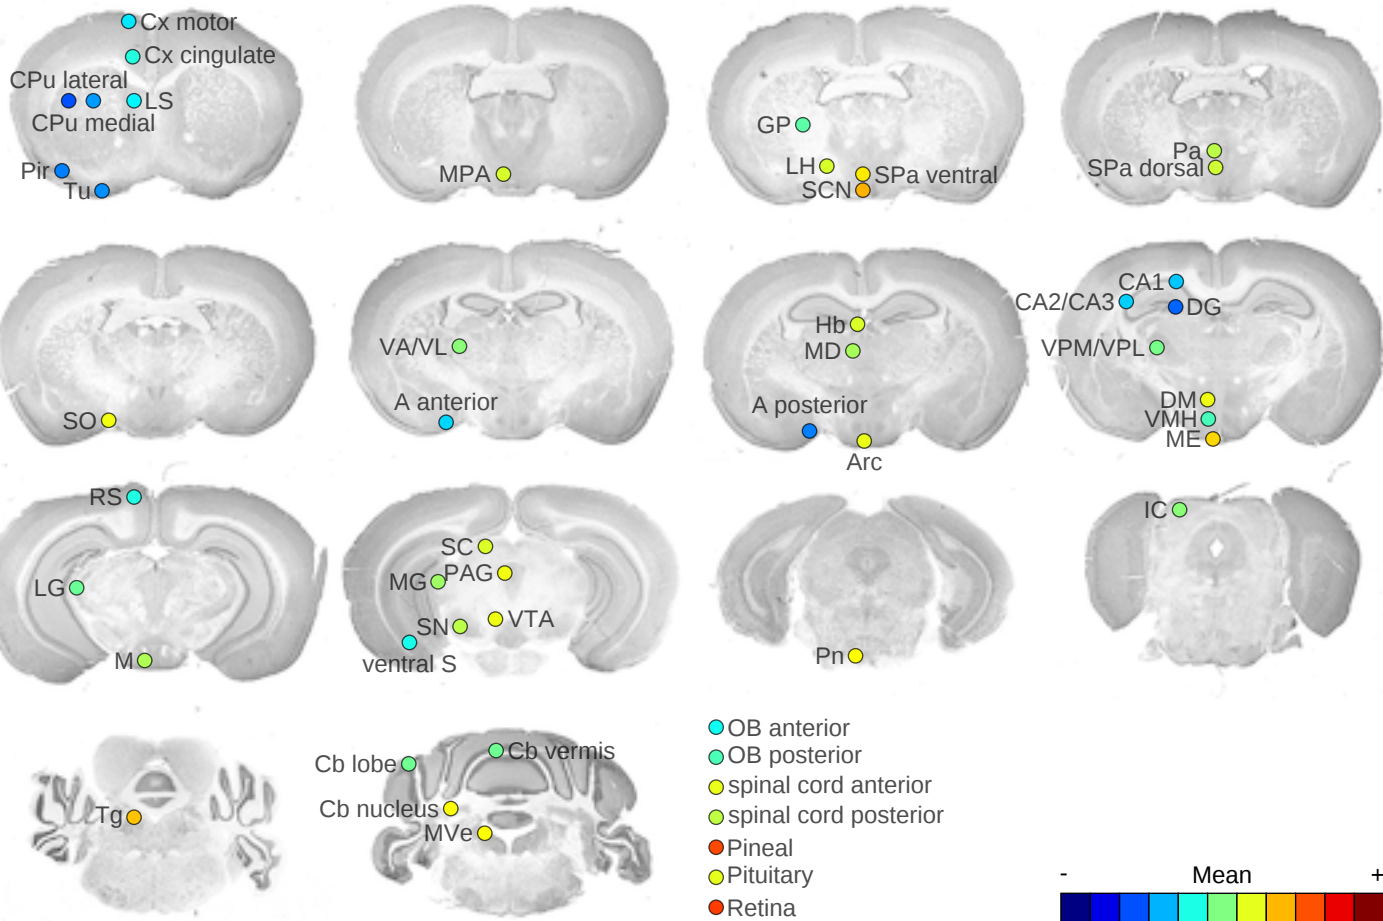 Cx motor
Cx cingulate
CPu lateral
LS
CPu medial
Pir
Tu
MPA
GP
LH
SPa ventral
SCN
Pa
SPa dorsal
SO
VA/VL
A anterior
Hb
MD
A posterior
Arc
CA1
CA2/CA3
DG
VPM/VPL
DM
VMH
ME
RS
LG
M
SC
PAG
MG
VTA
SN
ventral S
Pn
IC
Tg
Cb vermis
Cb lobe
Cb nucleus
MVe
OB anterior
OB posterior
spinal cord anterior
spinal cord posterior
Pineal
Pituitary
Retina
- Mean +